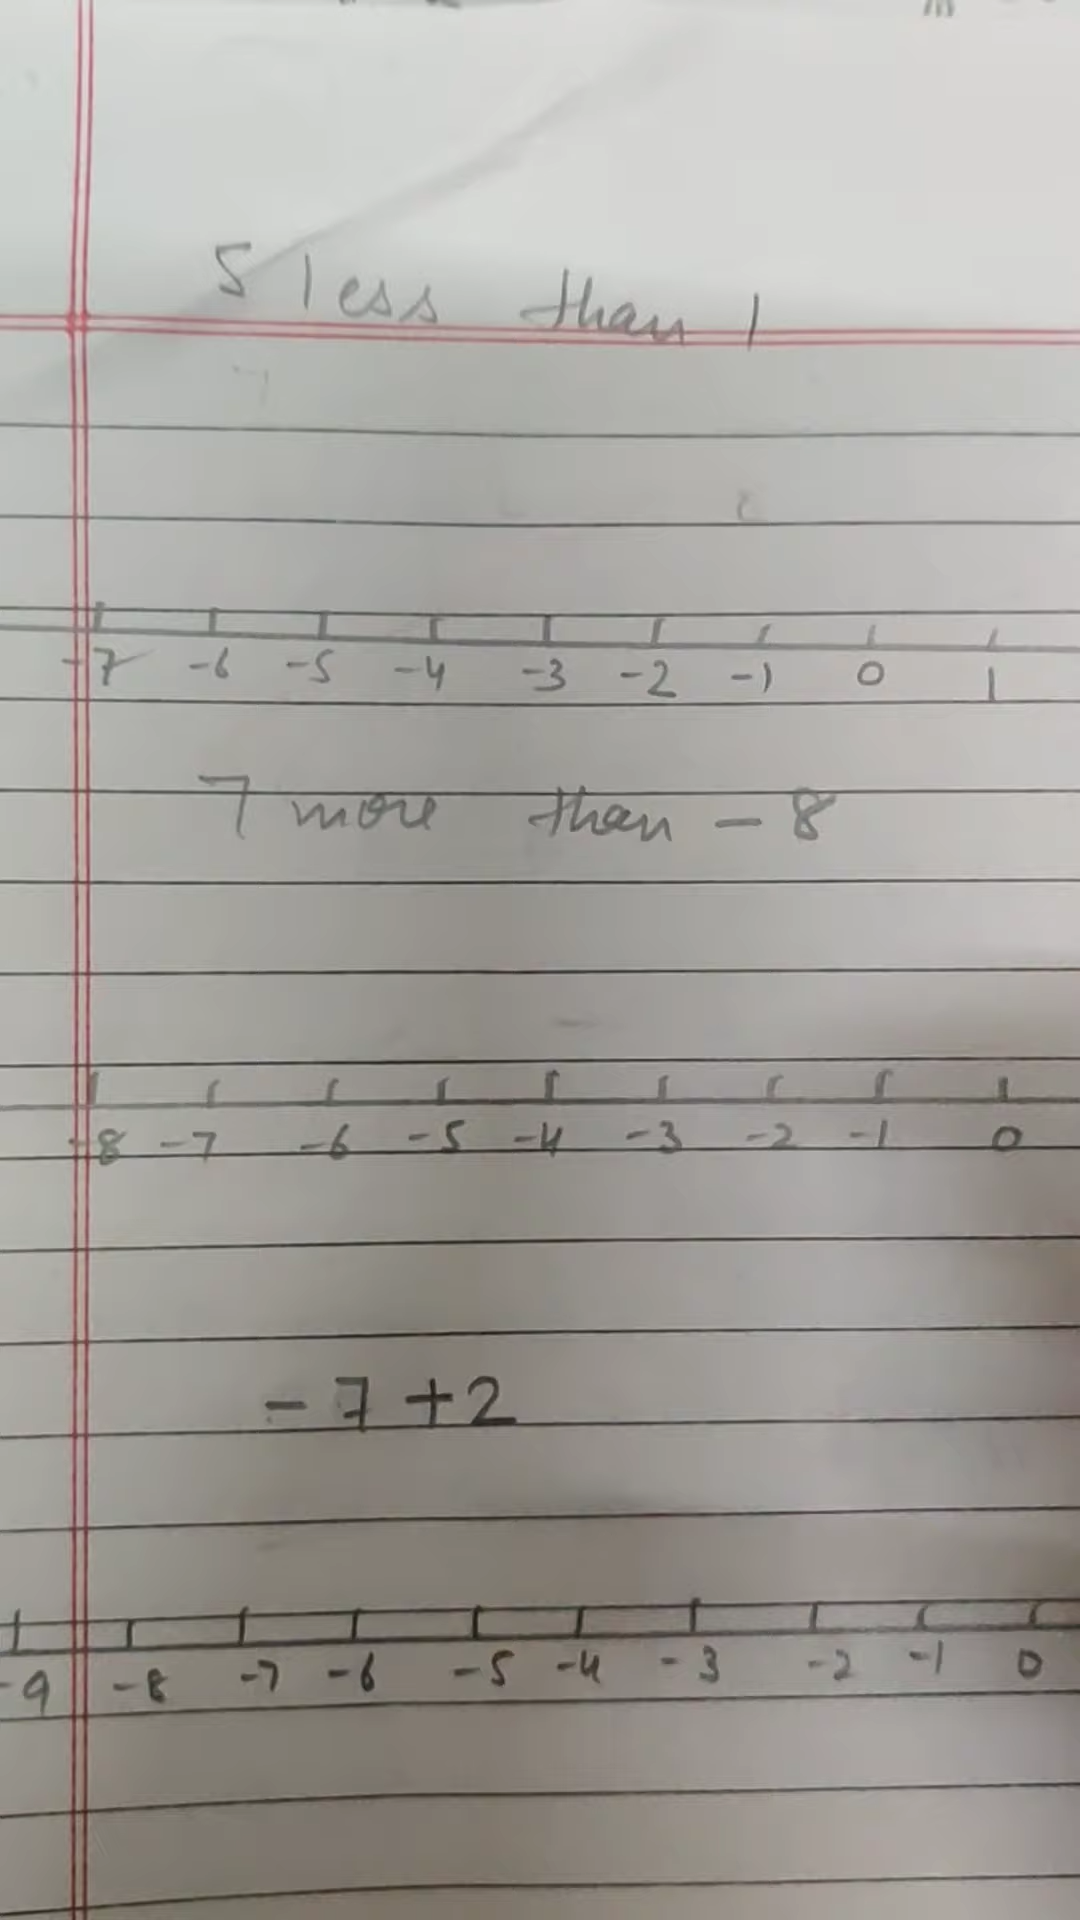 5 less than 1
-7 -6 -5 -4 -3 -2 -1 0 1
7 more than - 8
-8 -7 -6 -5 -4 -3 -2 -1 0
- 7 + 2
-9 -8 -7 -6 -5 -4 -3 -2 -1 0